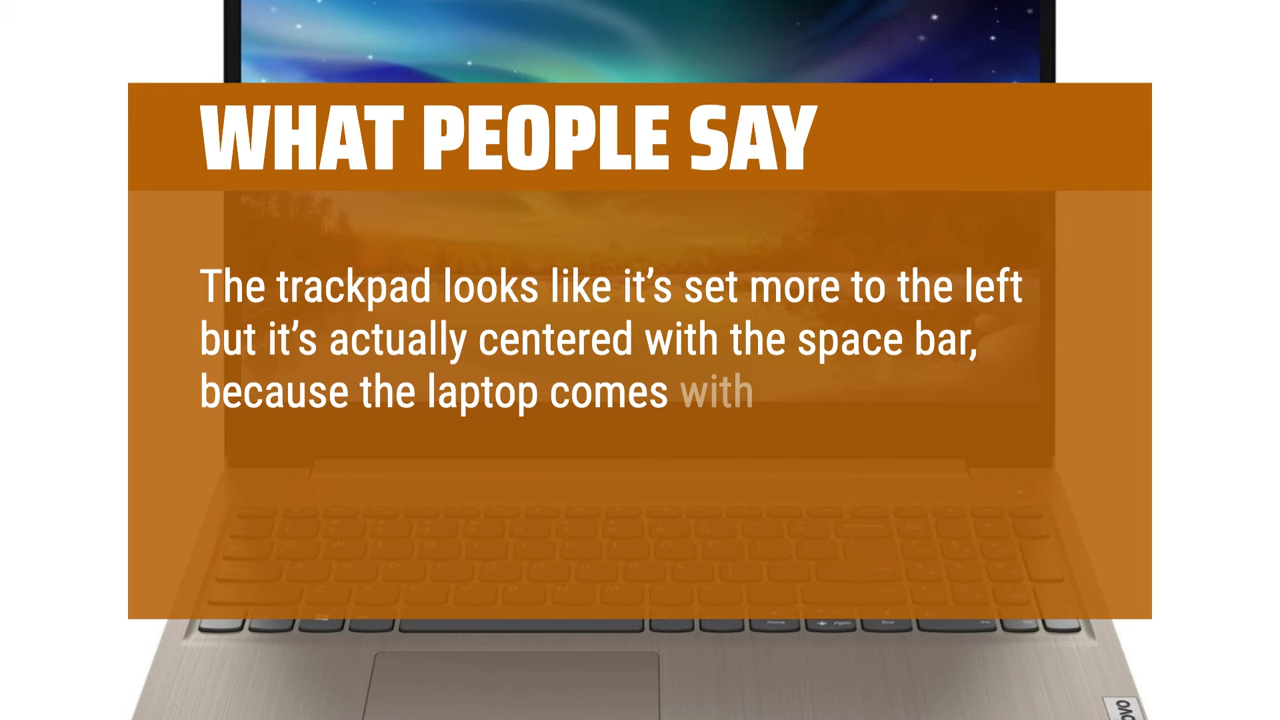 WHAT PEOPLE SAY
The trackpad looks like it’s set more to the left
but it’s actually centered with the space bar,
because the laptop comes with